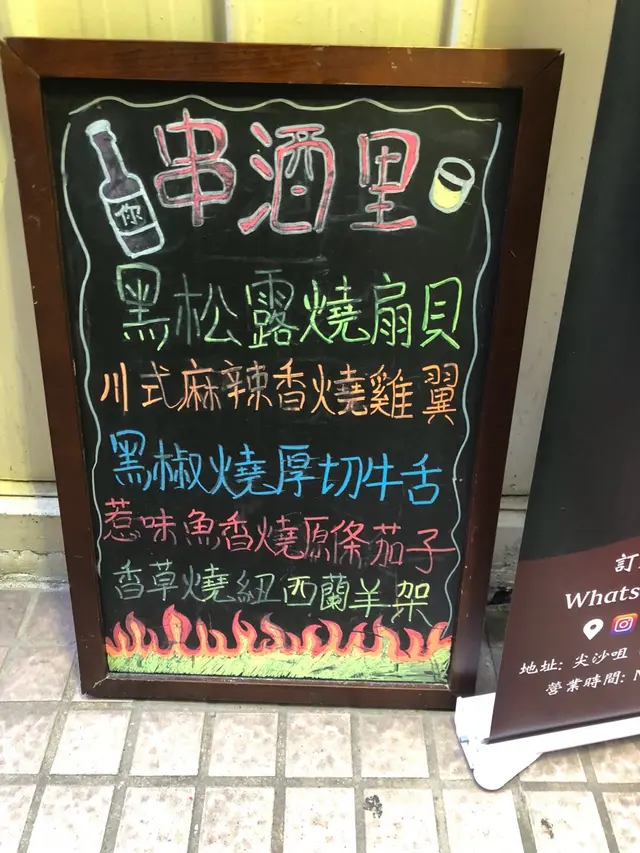 串酒里
你
黑松露燒扇貝
川式麻辣香燒雞翼
黑椒燒厚切牛舌
惹味魚香燒原條茄子
香草燒紐西蘭羊架
訂
Whats
地址: 尖沙咀
營業時間: